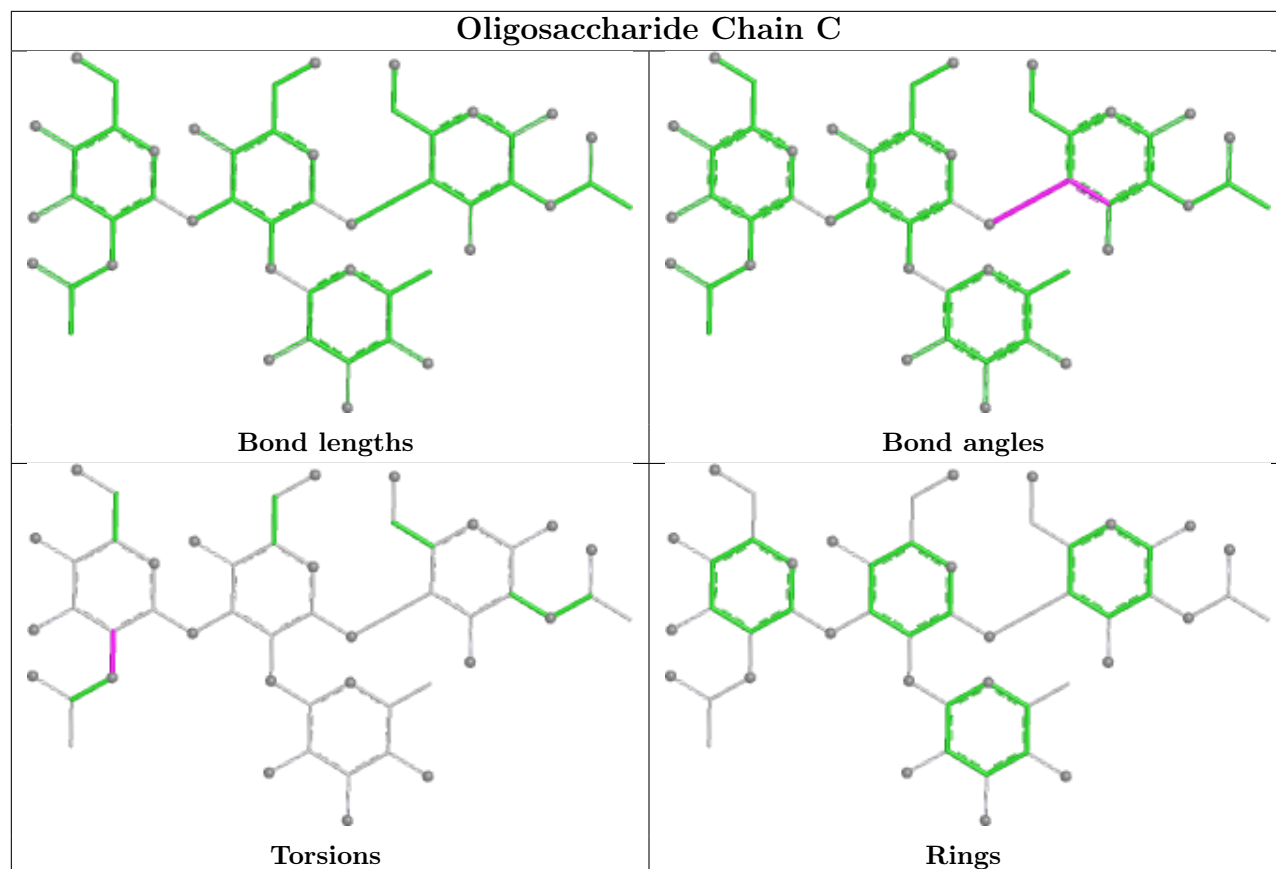 Oligosaccharide Chain C
Bond lengths
Bond angles
Torsions
Rings